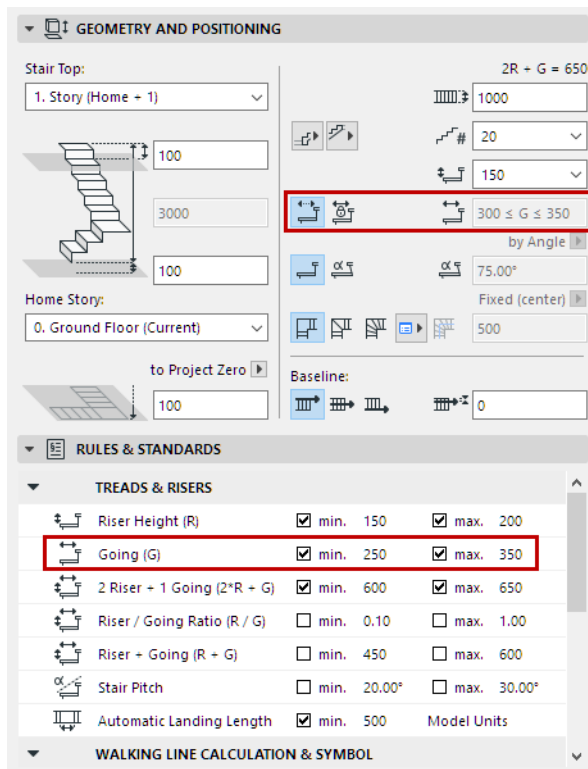 GEOMETRY AND POSITIONING
Stair Top:
2R + G = 650
1. Story (Home + 1)
1000
# 20
100
150
3000
300 ≤ G ≤ 350
by Angle
α 75.00°
100
Fixed (center)
Home Story:
0. Ground Floor (Current)
500
to Project Zero
Baseline:
100
0
RULES & STANDARDS
TREADS & RISERS
Riser Height (R) min. 150 max. 200
Going (G) min. 250 max. 350
2 Riser + 1 Going (2*R + G) min. 600 max. 650
Riser / Going Ratio (R / G) min. 0.10 max. 1.00
Riser + Going (R + G) min. 450 max. 600
α Stair Pitch min. 20.00° max. 30.00°
Automatic Landing Length min. 500 Model Units
WALKING LINE CALCULATION & SYMBOL